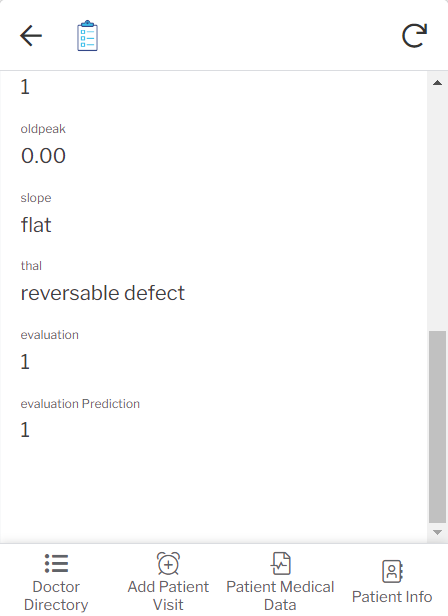 1
oldpeak
0.00
slope
flat
thal
reversable defect
evaluation
1
evaluation Prediction
1
Doctor
Directory
Add Patient
Visit
Patient Medical
Data
Patient Info